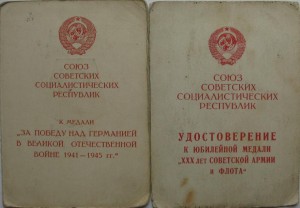 СОЮЗ
СОВЕТСКИХ
СОЦИАЛИСТИЧЕСКИХ
РЕСПУБЛИК
К МЕДАЛИ
„ЗА ПОБЕДУ НАД ГЕРМАНИЕЙ
В ВЕЛИКОЙ ОТЕЧЕСТВЕННОЙ
ВОЙНЕ 1941—1945 гг.“
СОЮЗ
СОВЕТСКИХ
СОЦИАЛИСТИЧЕСКИХ
РЕСПУБЛИК
УДОСТОВЕРЕНИЕ
К ЮБИЛЕЙНОЙ МЕДАЛИ
„XXX ЛЕТ СОВЕТСКОЙ АРМИИ
и ФЛОТА“